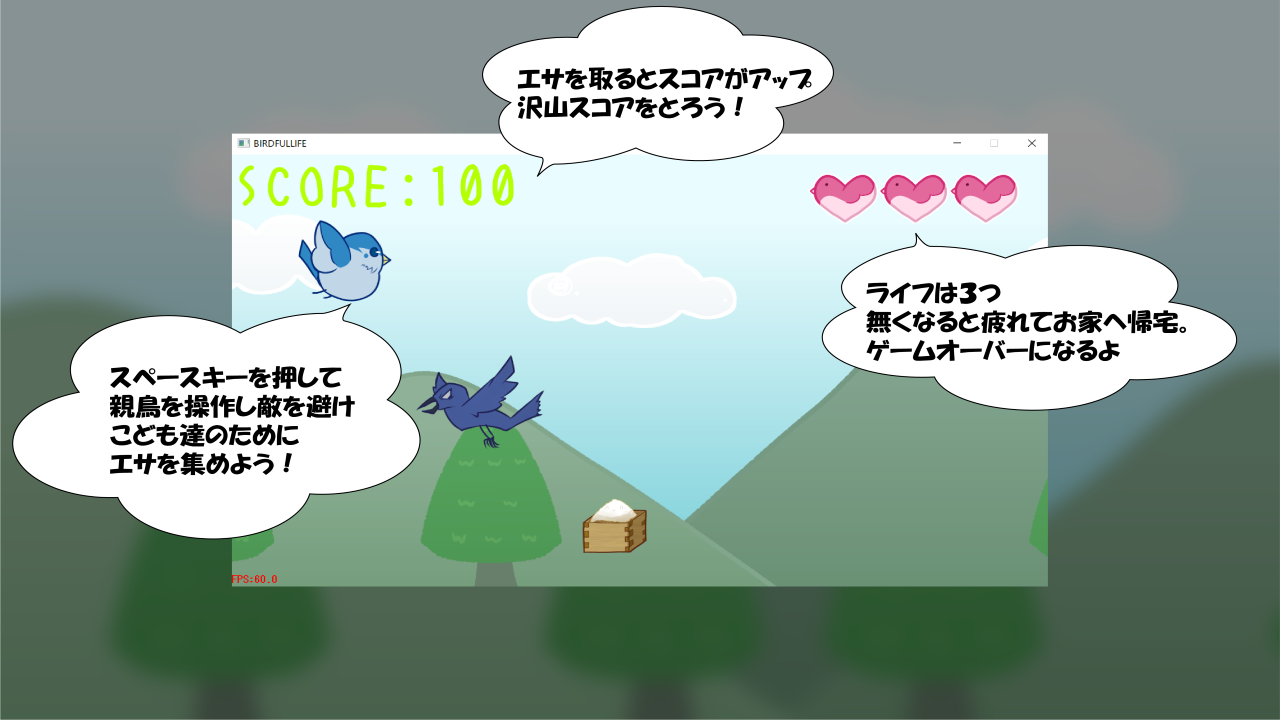 エサを取るとスコアがアップ
沢山スコアをとろう！
BIRDFULLIFE
SCORE:100
ライフは3つ
無くなると疲れてお家へ帰宅。
ゲームオーバーになるよ
スペースキーを押して
親鳥を操作し敵を避け
こども達のために
エサを集めよう！
FPS:60.0